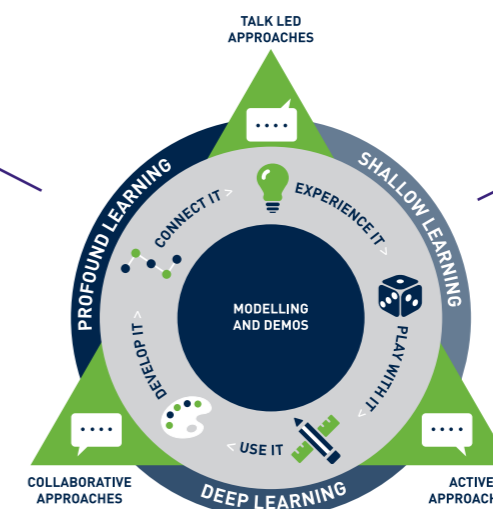 TALK LED
APPROACHES
PROFOUND LEARNING
SHALLOW LEARNING
CONNECT IT >
EXPERIENCE IT >
MODELLING
AND DEMOS
DEVELOP IT >
PLAY WITH IT >
< USE IT
COLLABORATIVE
APPROACHES
DEEP LEARNING
ACTIVE